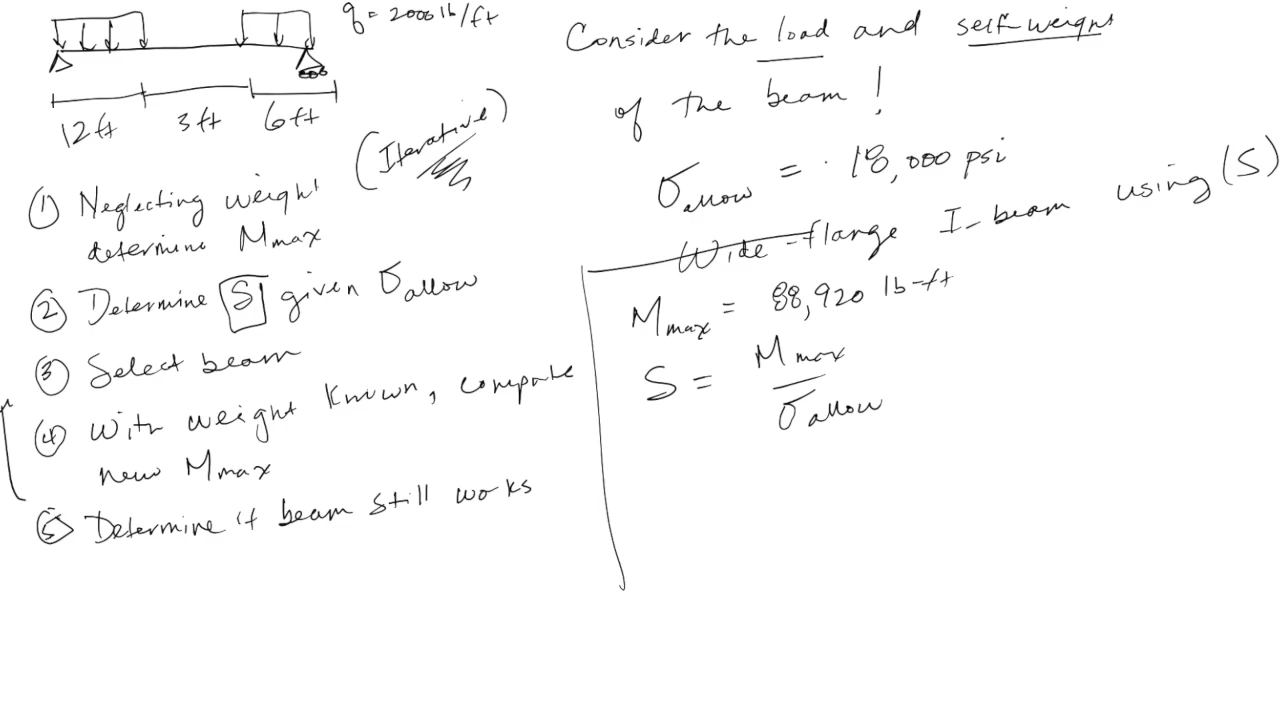 q = 2000 lb/ft
12 ft 3 ft 6 ft
(Iterative)
① Neglecting weight
determine Mmax
② Determine S given σallow
③ Select beam
④ With weight known, compute
new Mmax
⑤ Determine if beam still works
Consider the load and self-weight
of the beam!
σallow = 18,000 psi
Wide-flange I-beam using (S)
Mmax = 88,920 lb-ft
S = Mmax
σallow